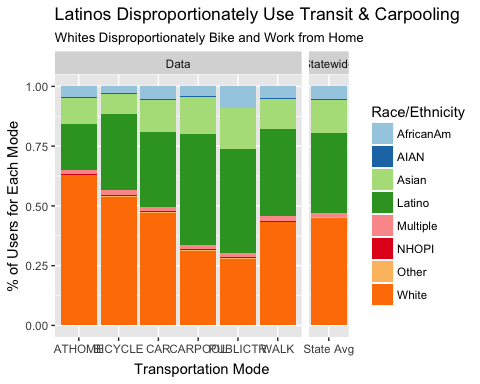 Latinos Disproportionately Use Transit & Carpooling
Whites Disproportionately Bike and Work from Home
Data
Statewide
1.00
0.75
0.50
0.25
0.00
% of Users for Each Mode
ATHOME BICYCLE CAR CARPOOL PUBLICTR WALK State Avg
Transportation Mode
Race/Ethnicity
AfricanAm
AIAN
Asian
Latino
Multiple
NHOPI
Other
White